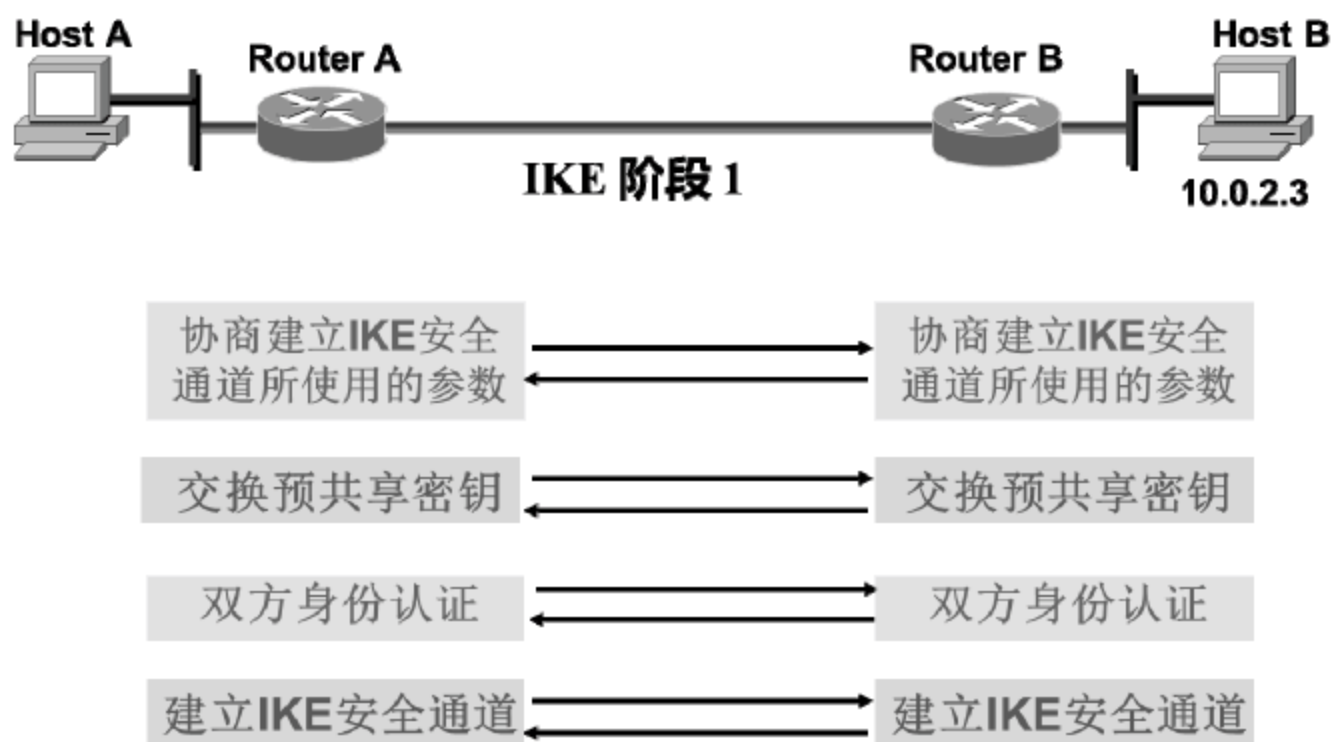 Host A
Router A
Router B
Host B
IKE 阶段 1
10.0.2.3
协商建立IKE安全
通道所使用的参数
协商建立IKE安全
通道所使用的参数
交换预共享密钥
交换预共享密钥
双方身份认证
双方身份认证
建立IKE安全通道
建立IKE安全通道